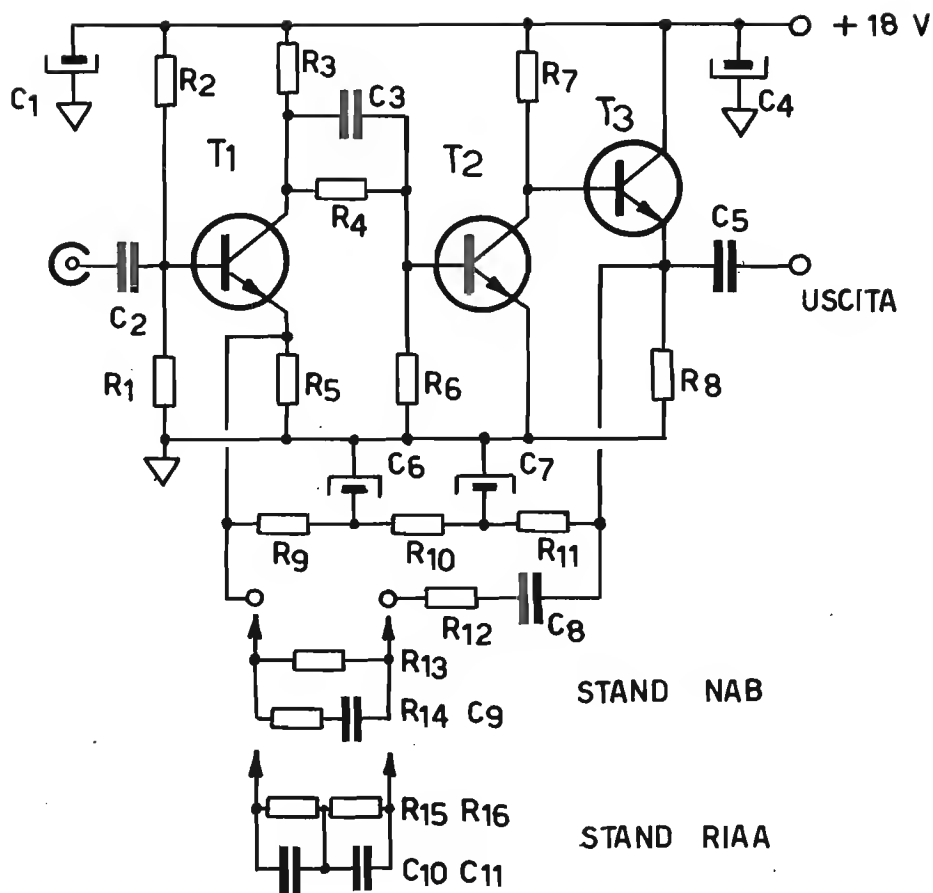 + 18 V
C1
R2
R3
C3
R7
C4
T1
T2
T3
R4
C5
C2
USCITA
R1
R5
R6
R8
C6
C7
R9
R10
R11
R12
C8
R13
STAND NAB
R14 C9
R15 R16
STAND RIAA
C10 C11